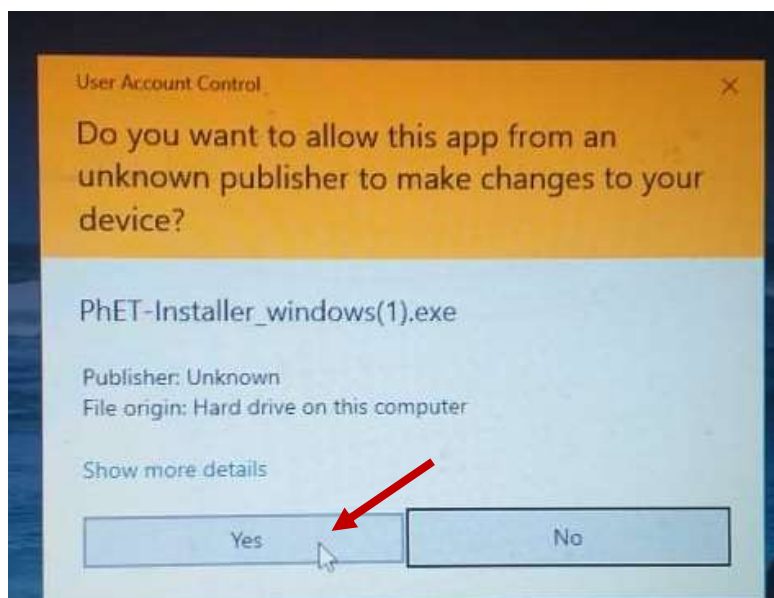 User Account Control
Do you want to allow this app from an
unknown publisher to make changes to your
device?
PhET-Installer_windows(1).exe
Publisher: Unknown
File origin: Hard drive on this computer
Show more details
Yes
No